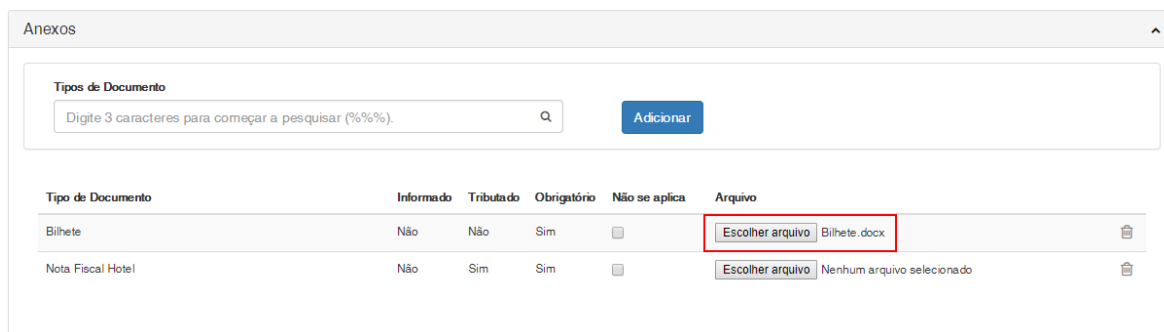 Anexos
Tipos de Documento
Digite 3 caracteres para começar a pesquisar (%%%).
Adicionar
Tipo de Documento Informado Tributado Obrigatório Não se aplica Arquivo
Bilhete Não Não Sim Escolher arquivo Bilhete.docx
Nota Fiscal Hotel Não Sim Sim Escolher arquivo Nenhum arquivo selecionado